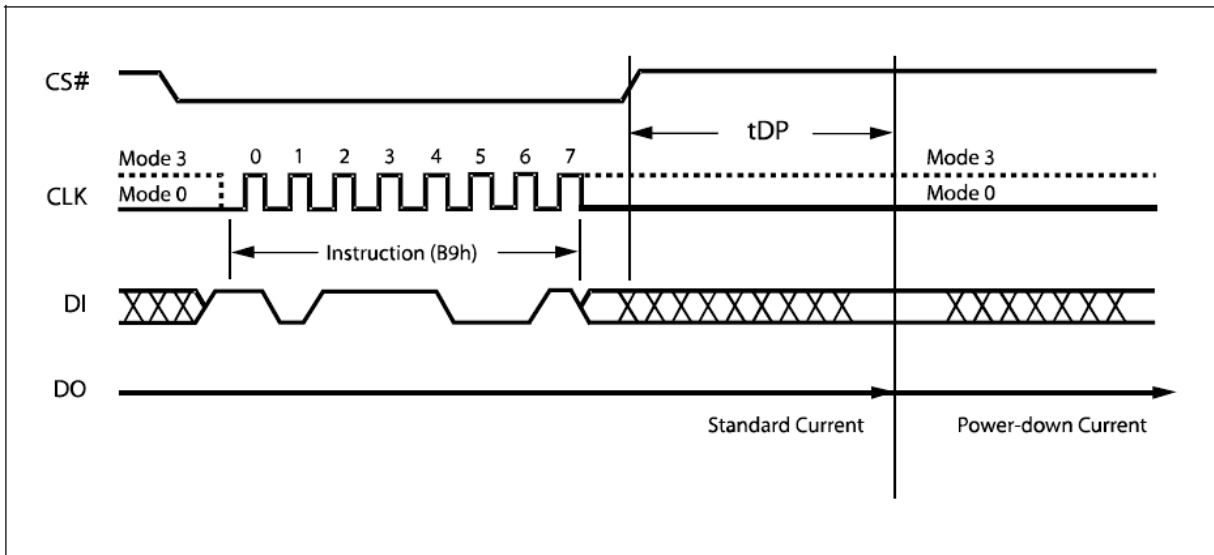 CS#
tDP
Mode 3 0 1 2 3 4 5 6 7 Mode 3
CLK Mode 0 Mode 0
Instruction (B9h)
DI
DO
Standard Current Power-down Current